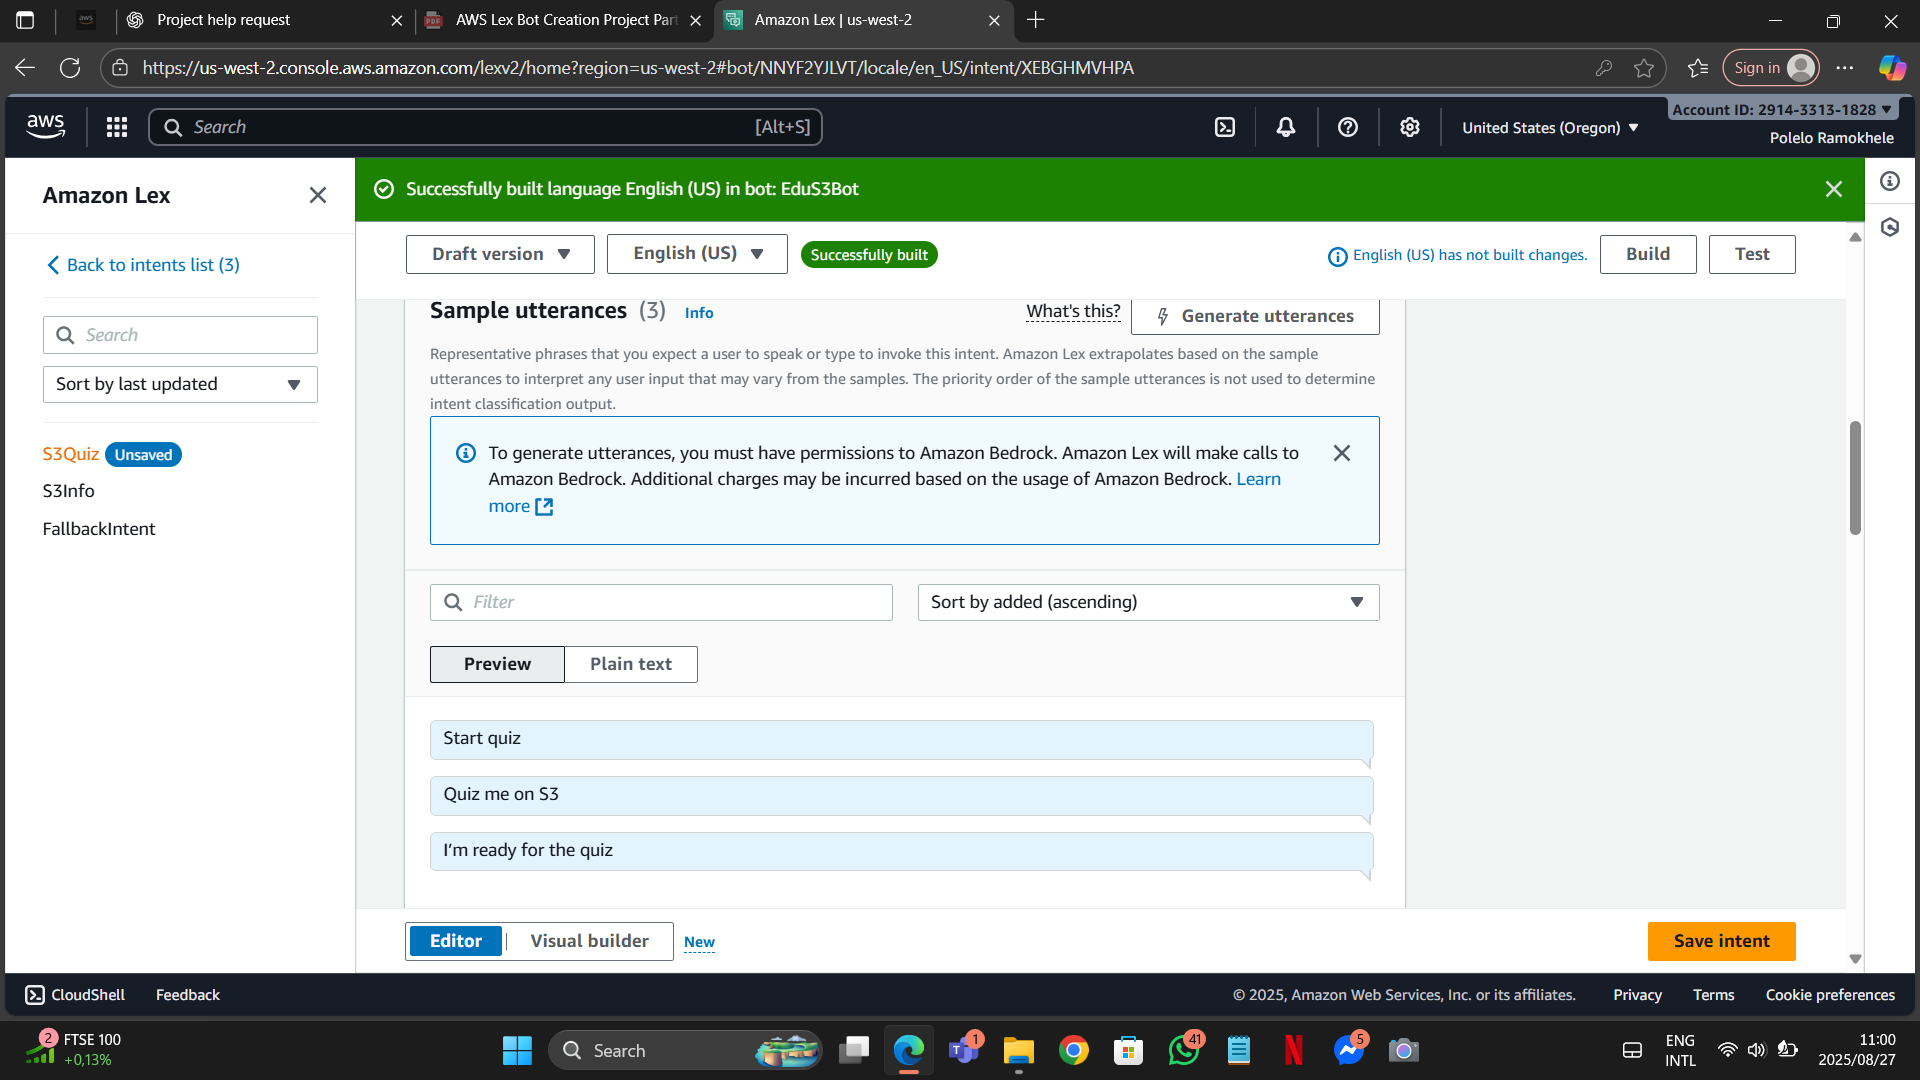 Project help request
AWS Lex Bot Creation Project Part
Amazon Lex | us-west-2
https://us-west-2.console.aws.amazon.com/lexv2/home?region=us-west-2#bot/NNYF2YJLVT/locale/en_US/intent/XEBGHMVHPA
Sign in
aws
Search
[Alt+S]
United States (Oregon)
Account ID: 2914-3313-1828
Polelo Ramokhele
Amazon Lex
Successfully built language English (US) in bot: EduS3Bot
Back to intents list (3)
Draft version
English (US)
Successfully built
English (US) has not built changes.
Build
Test
Search
Sort by last updated
S3Quiz
Unsaved
S3Info
FallbackIntent
Sample utterances (3) Info
What's this?
Generate utterances
Representative phrases that you expect a user to speak or type to invoke this intent. Amazon Lex extrapolates based on the sample
utterances to interpret any user input that may vary from the samples. The priority order of the sample utterances is not used to determine
intent classification output.
To generate utterances, you must have permissions to Amazon Bedrock. Amazon Lex will make calls to
Amazon Bedrock. Additional charges may be incurred based on the usage of Amazon Bedrock. Learn
more
Filter
Sort by added (ascending)
Preview
Plain text
Start quiz
Quiz me on S3
I’m ready for the quiz
Editor
Visual builder
New
Save intent
CloudShell
Feedback
© 2025, Amazon Web Services, Inc. or its affiliates.
Privacy
Terms
Cookie preferences
2
FTSE 100
+0,13%
Search
1
41
5
ENG
INTL
11:00
2025/08/27